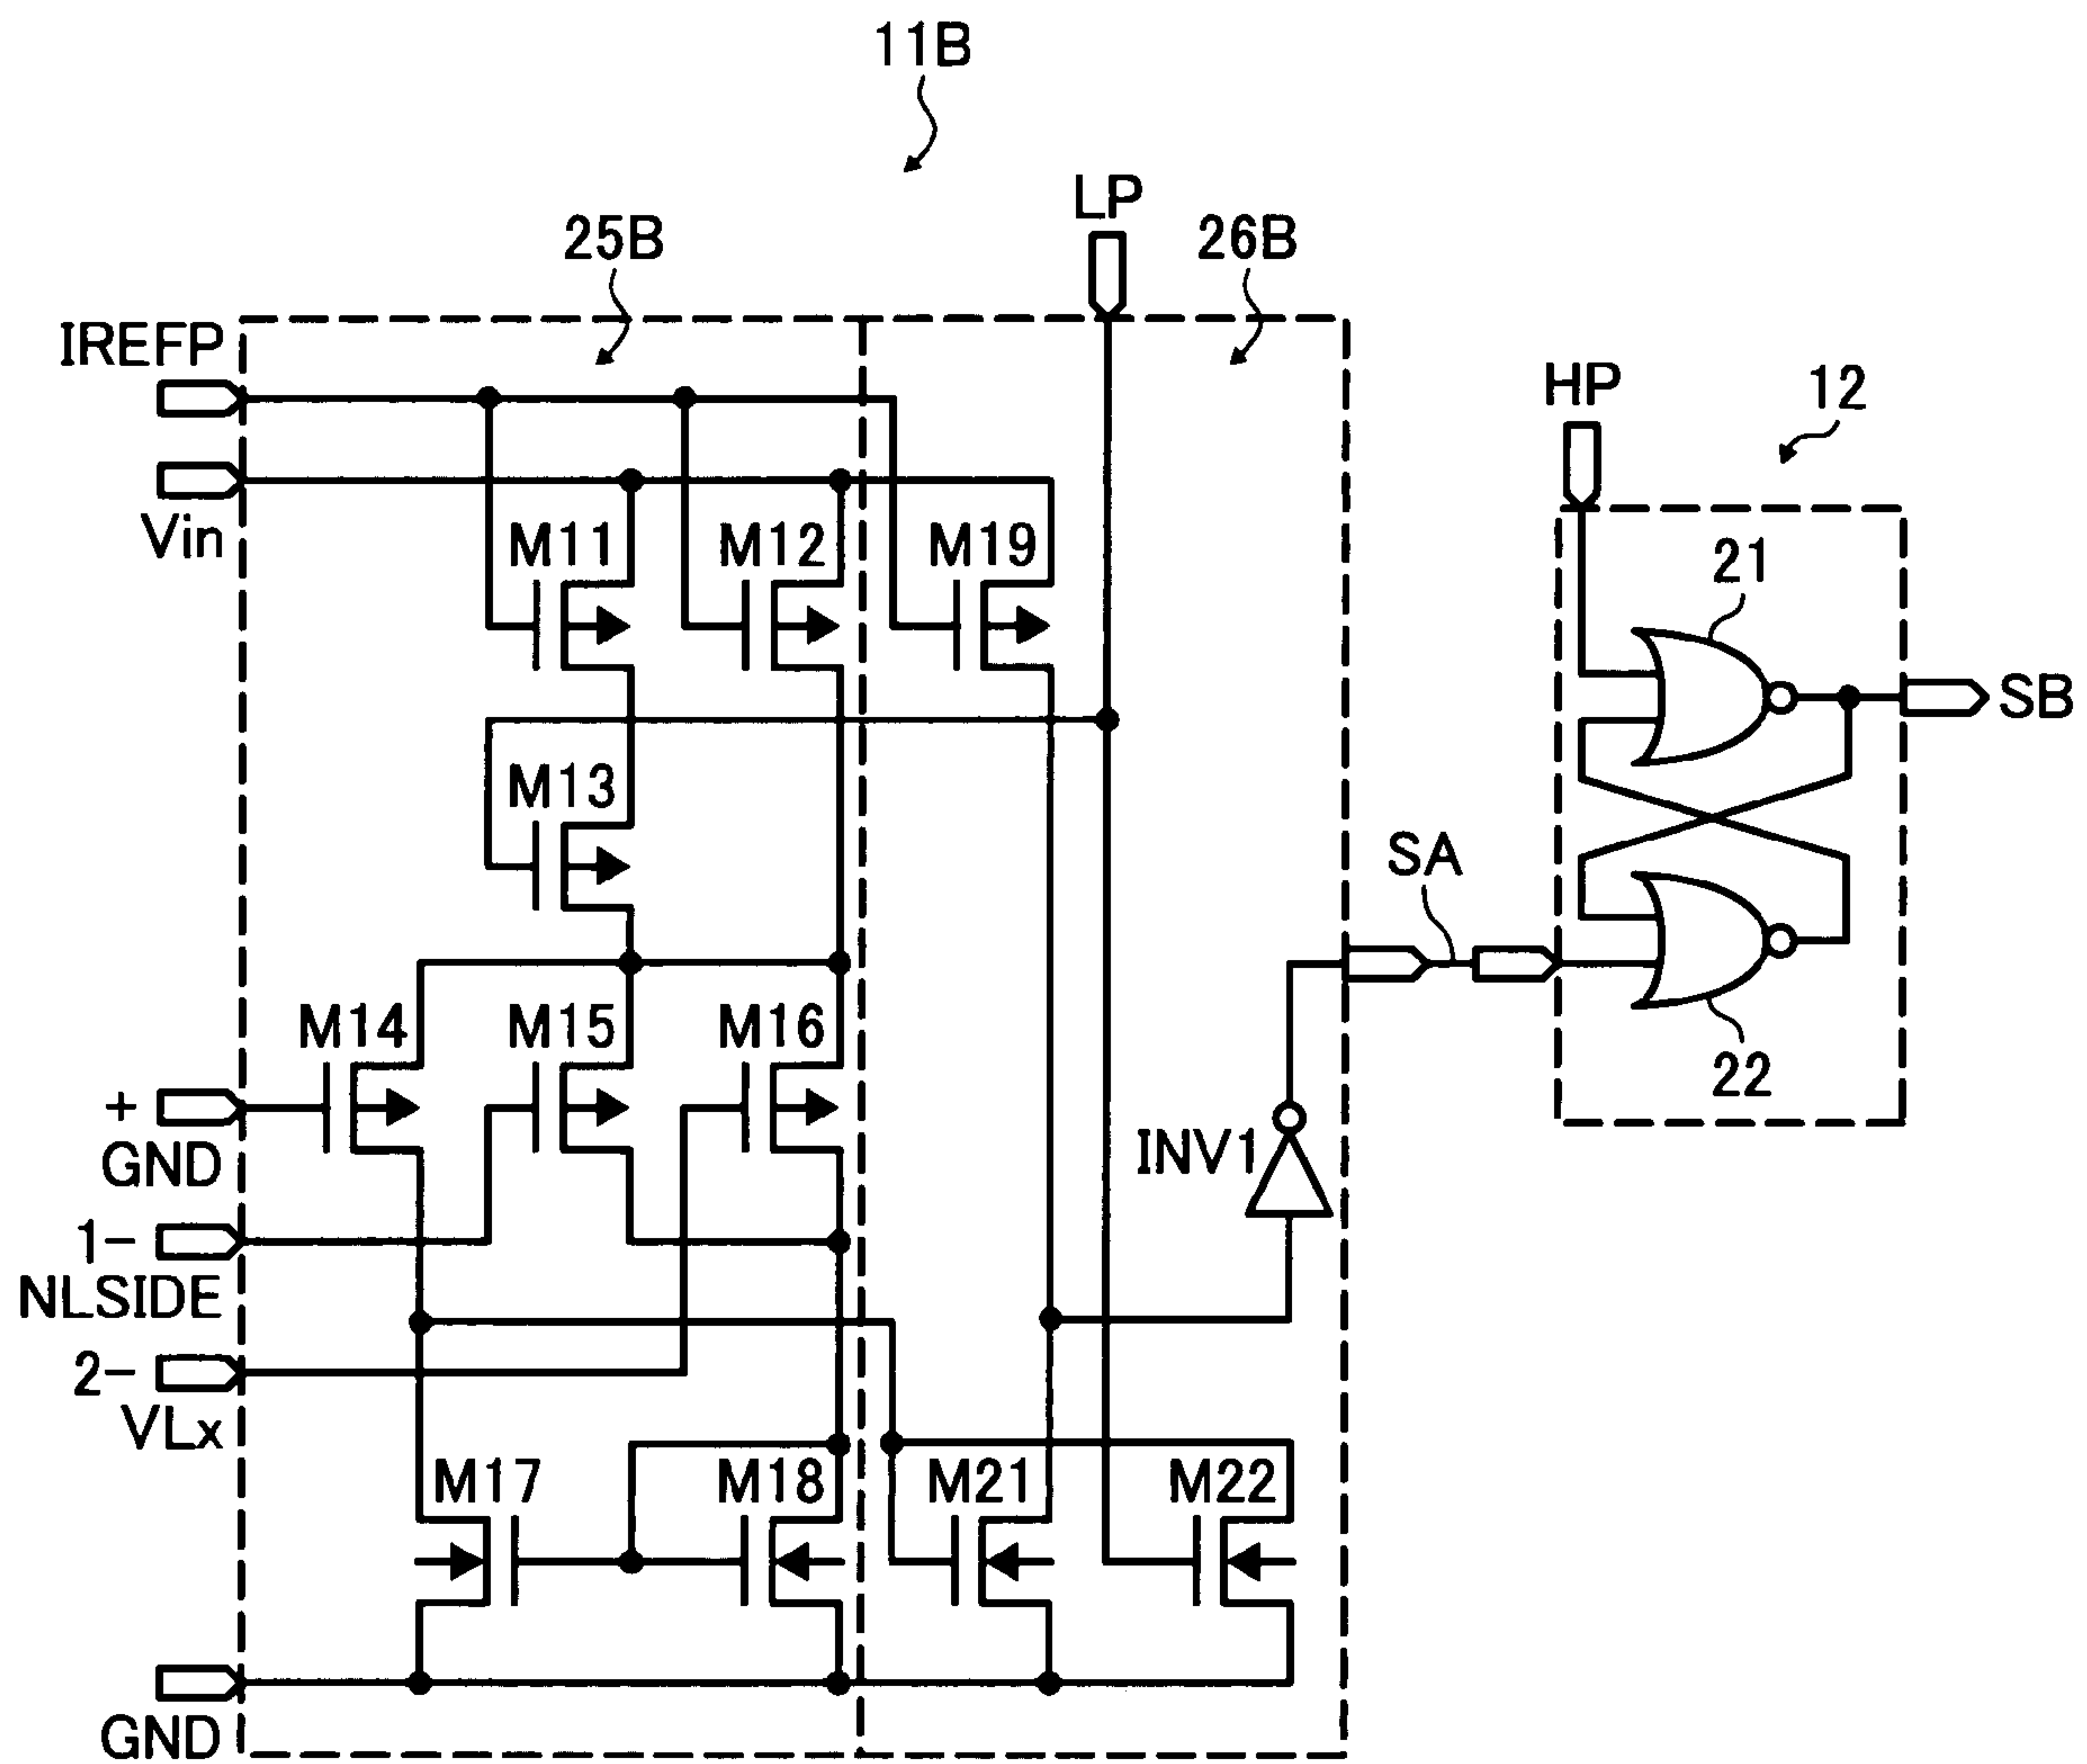 11B
LP
25B
26B
IREFP
HP
12
Vin
M11
M12
M19
21
SB
M13
SA
M14
M15
M16
22
+
GND
INV1
1-
NLSIDE
2-
VLx
M17
M18
M21
M22
GND